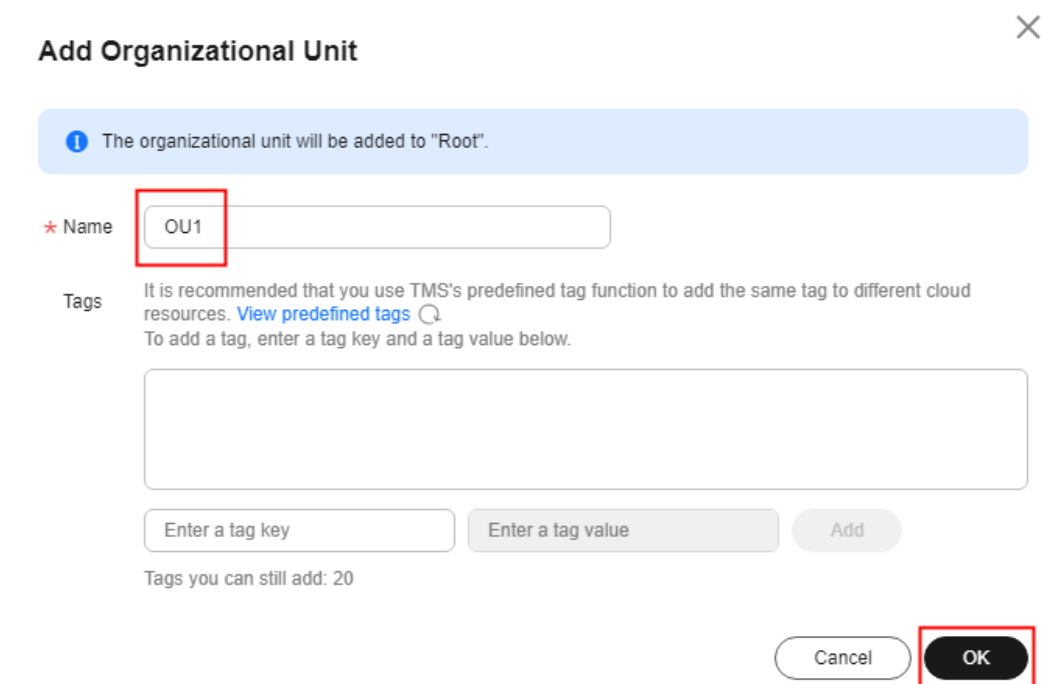 Add Organizational Unit
The organizational unit will be added to "Root".
* Name
OU1
Tags
It is recommended that you use TMS's predefined tag function to add the same tag to different cloud
resources. View predefined tags
To add a tag, enter a tag key and a tag value below.
Enter a tag key
Enter a tag value
Add
Tags you can still add: 20
Cancel
OK